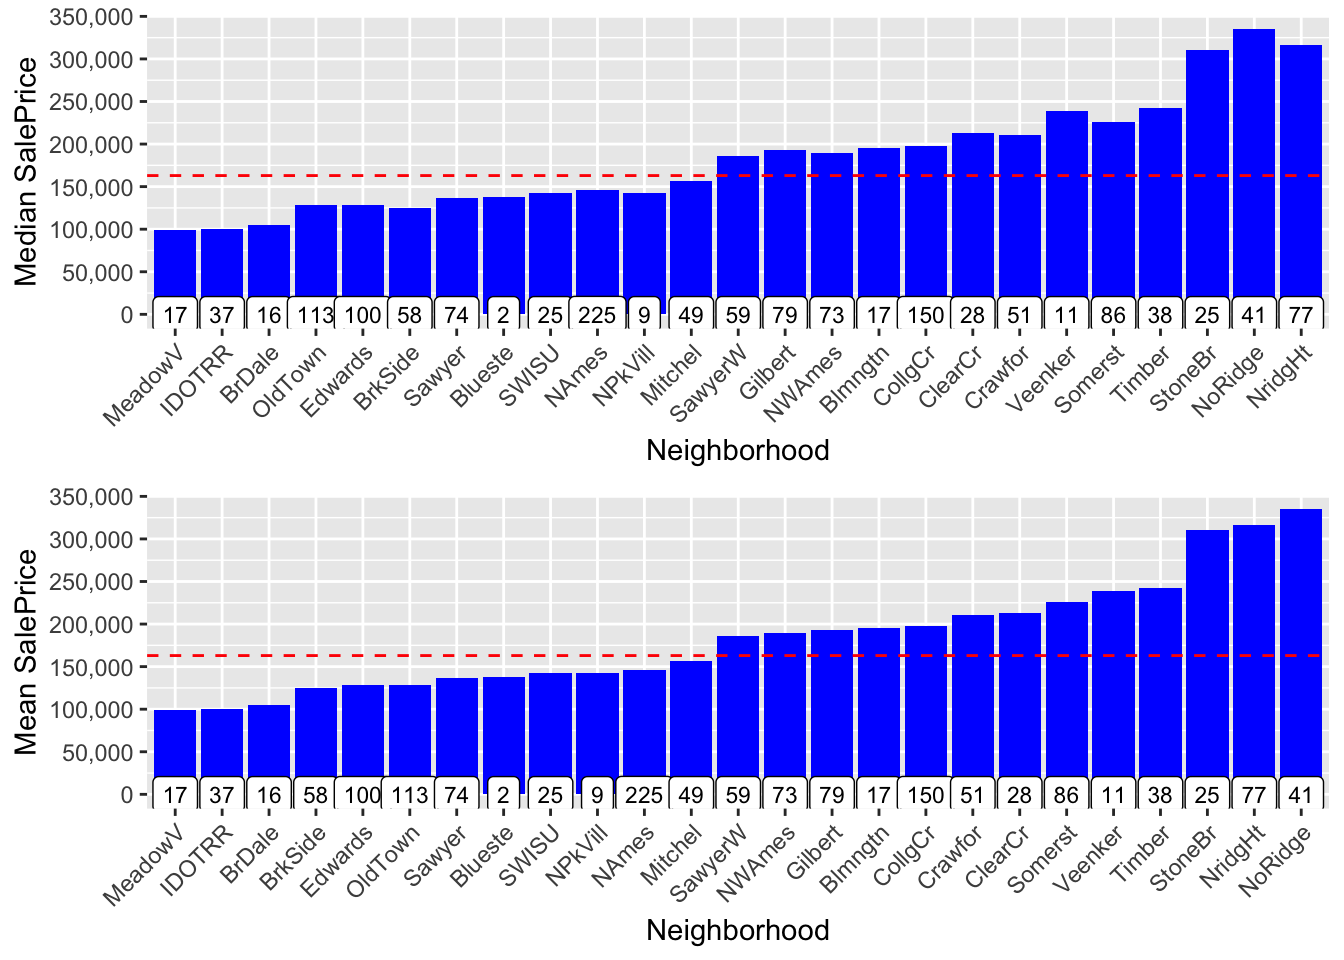 Median SalePrice
350,000
300,000
250,000
200,000
150,000
100,000
50,000
0
17 37 16 113 100 58 74 2 25 225 9 49 59 79 73 17 150 28 51 11 86 38 25 41 77
MeadowV IDOTRR BrDale OldTown Edwards BrkSide Sawyer Blueste SWISU NAmes NPkVill Mitchel SawyerW Gilbert NWAmes Blmngtn CollgCr ClearCr Crawfor Veenker Somerst Timber StoneBr NoRidge NridgHt
Neighborhood
Mean SalePrice
350,000
300,000
250,000
200,000
150,000
100,000
50,000
0
17 37 16 58 100 113 74 2 25 9 225 49 59 73 79 17 150 51 28 86 11 38 25 77 41
MeadowV IDOTRR BrDale BrkSide Edwards OldTown Sawyer Blueste SWISU NPkVill NAmes Mitchel SawyerW NWAmes Gilbert Blmngtn CollgCr Crawfor ClearCr Somerst Veenker Timber StoneBr NridgHt NoRidge
Neighborhood